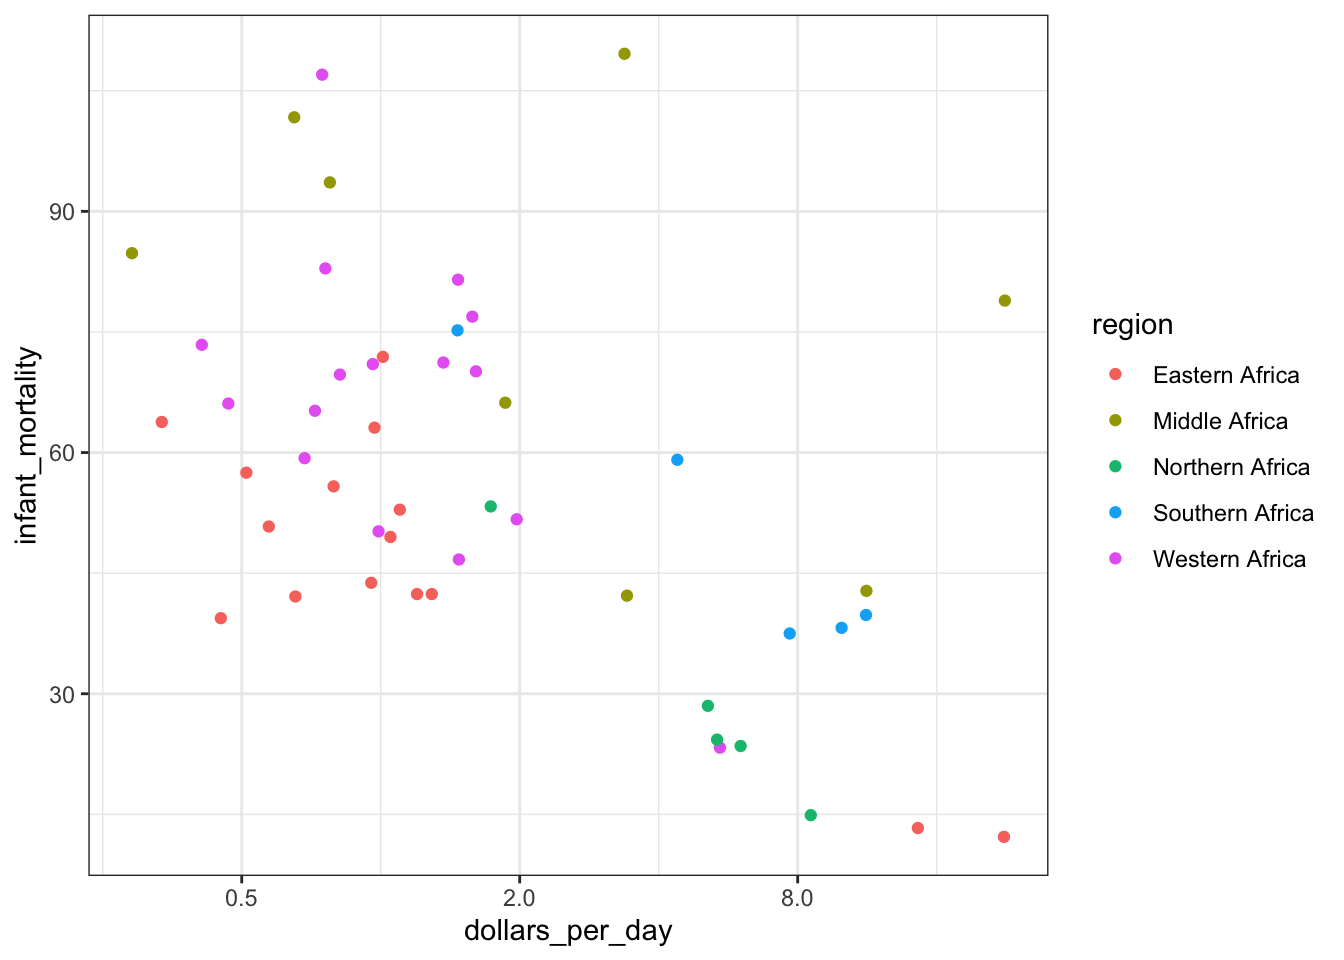 90
60
30
infant_mortality
0.5
2.0
8.0
dollars_per_day
region
Eastern Africa
Middle Africa
Northern Africa
Southern Africa
Western Africa